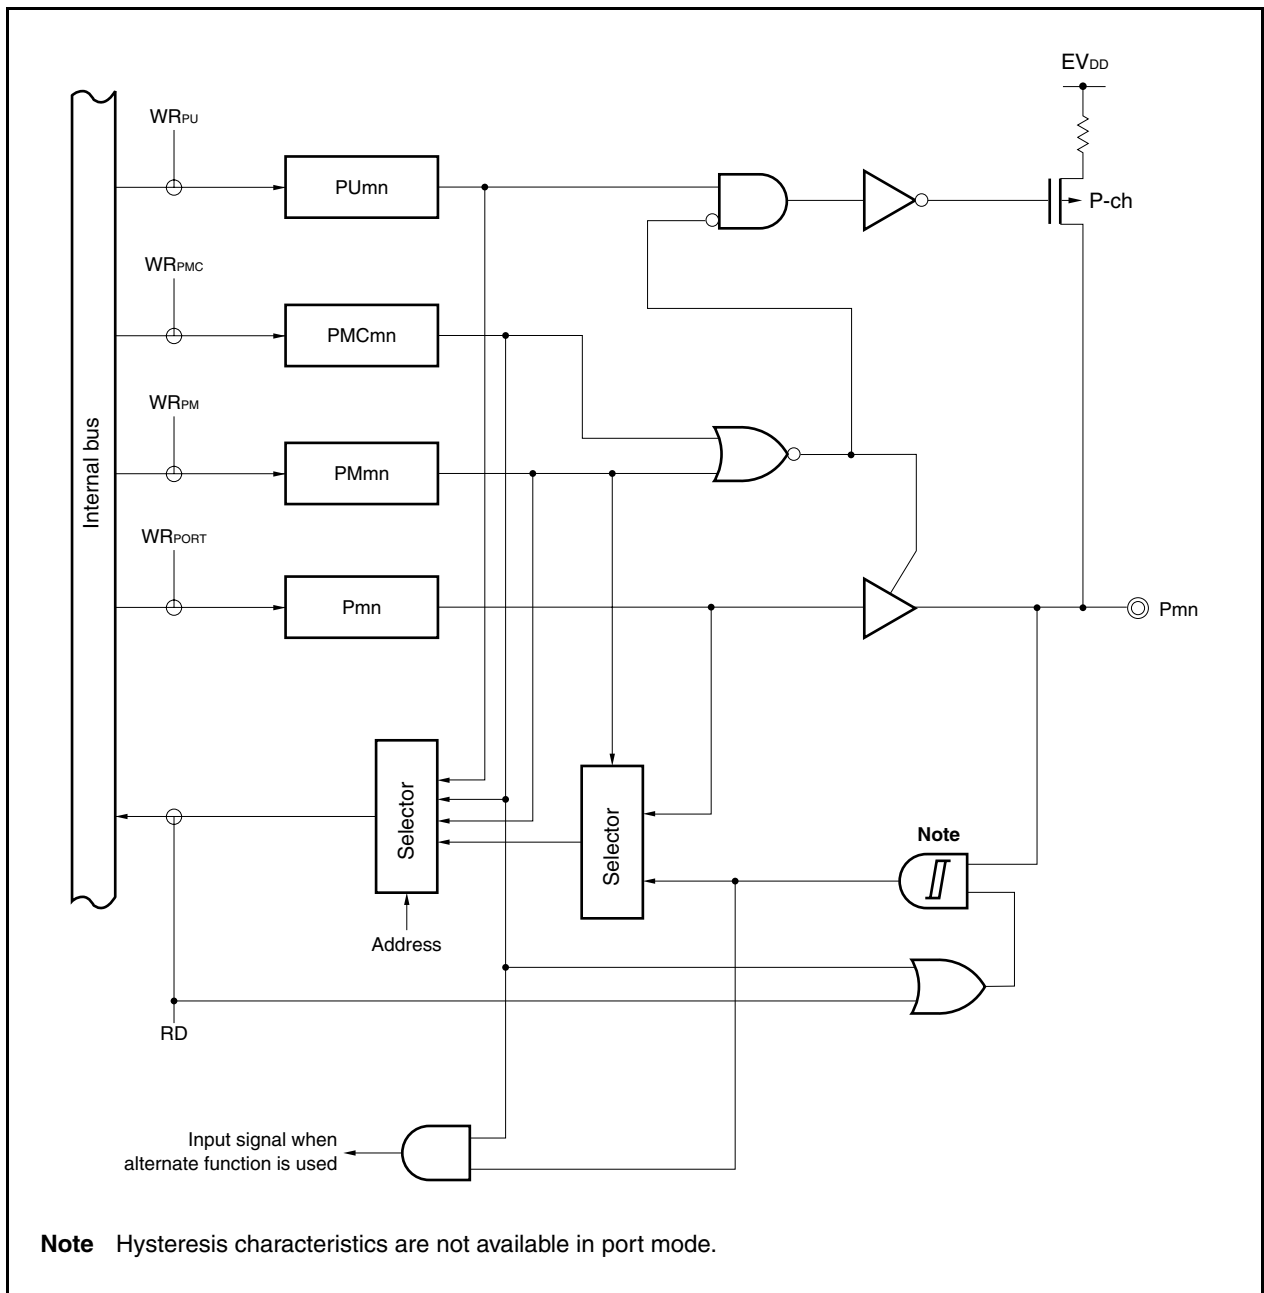 EVDD
WRPU
PUmn
P-ch
WRPMC
PMCmn
WRPM
PMmn
Internal bus
WRPORT
Pmn
Pmn
Selector
Selector
Note
Address
RD
Input signal when
alternate function is used
Note Hysteresis characteristics are not available in port mode.